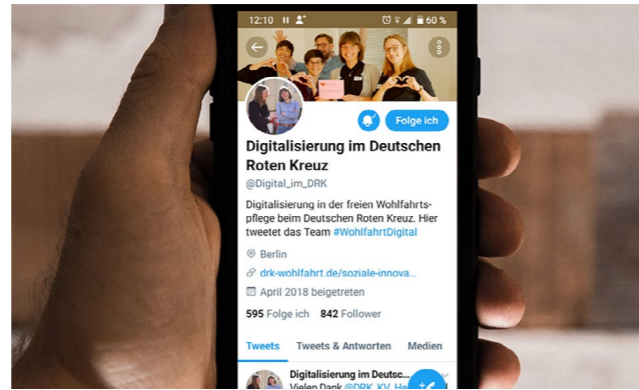 12:10
60 %
Folge ich
Digitalisierung im Deutschen
Roten Kreuz
@Digital_im_DRK
Digitalisierung in der freien Wohlfahrts-
pflege beim Deutschen Roten Kreuz. Hier
tweetet das Team #WohlfahrtDigital
Berlin
drk-wohlfahrt.de/soziale-innova...
April 2018 beigetreten
595 Folge ich 842 Follower
Tweets Tweets & Antworten Medien
Digitalisierung im Deutsc...
Vielen Dank @DRK_KV_He